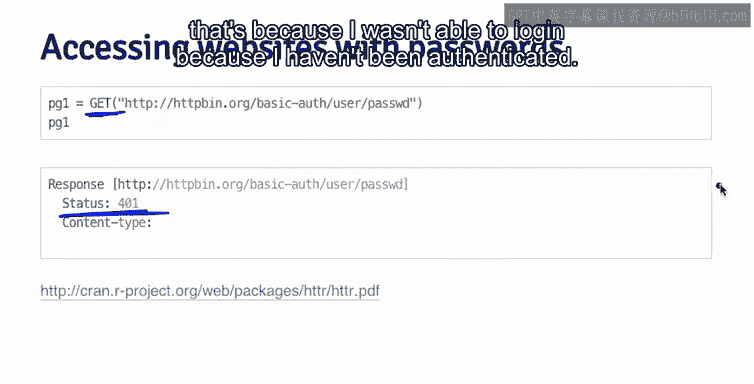 that's because I wasn't able to login
because I haven't been authenticated.
Accessing websites with passwords
pg1 = GET("http://httpbin.org/basic-auth/user/passwd")
pg1
Response [http://httpbin.org/basic-auth/user/passwd]
Status: 401
Content-type:
http://cran.r-project.org/web/packages/httr/httr.pdf